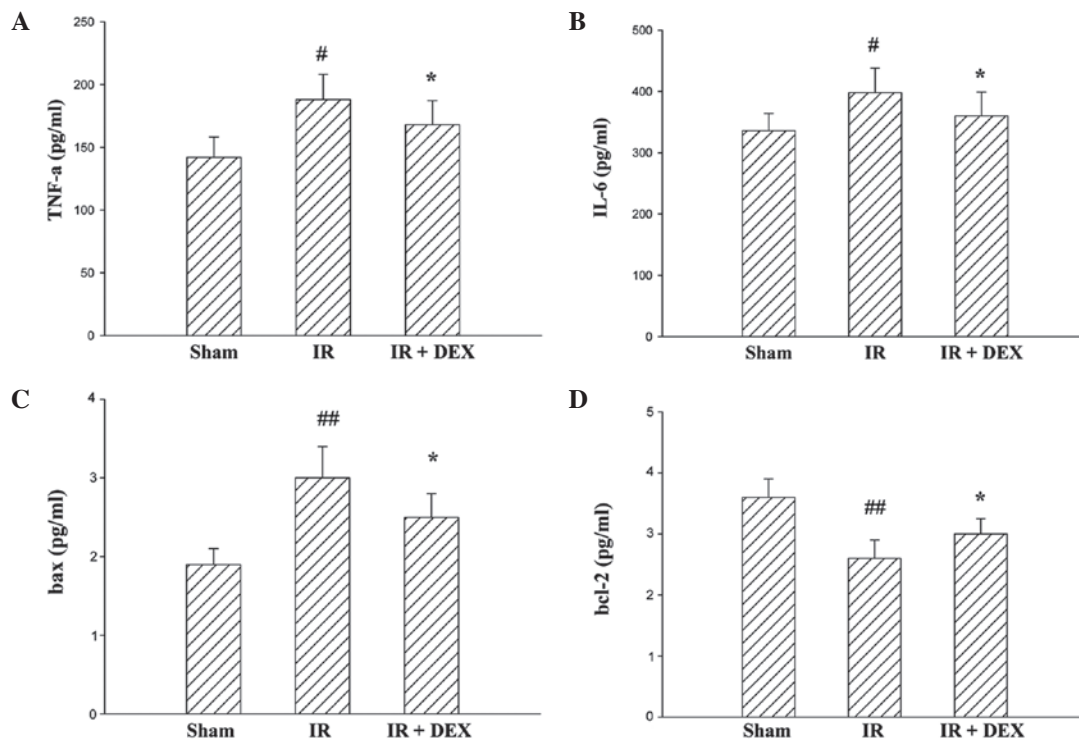 A
TNF-a (pg/ml)
250
200
150
100
50
0
#
*
Sham IR IR + DEX
B
IL-6 (pg/ml)
500
400
300
200
100
0
#
*
Sham IR IR + DEX
C
bax (pg/ml)
4
3
2
1
0
##
*
Sham IR IR + DEX
D
bcl-2 (pg/ml)
5
4
3
2
1
0
##
*
Sham IR IR + DEX